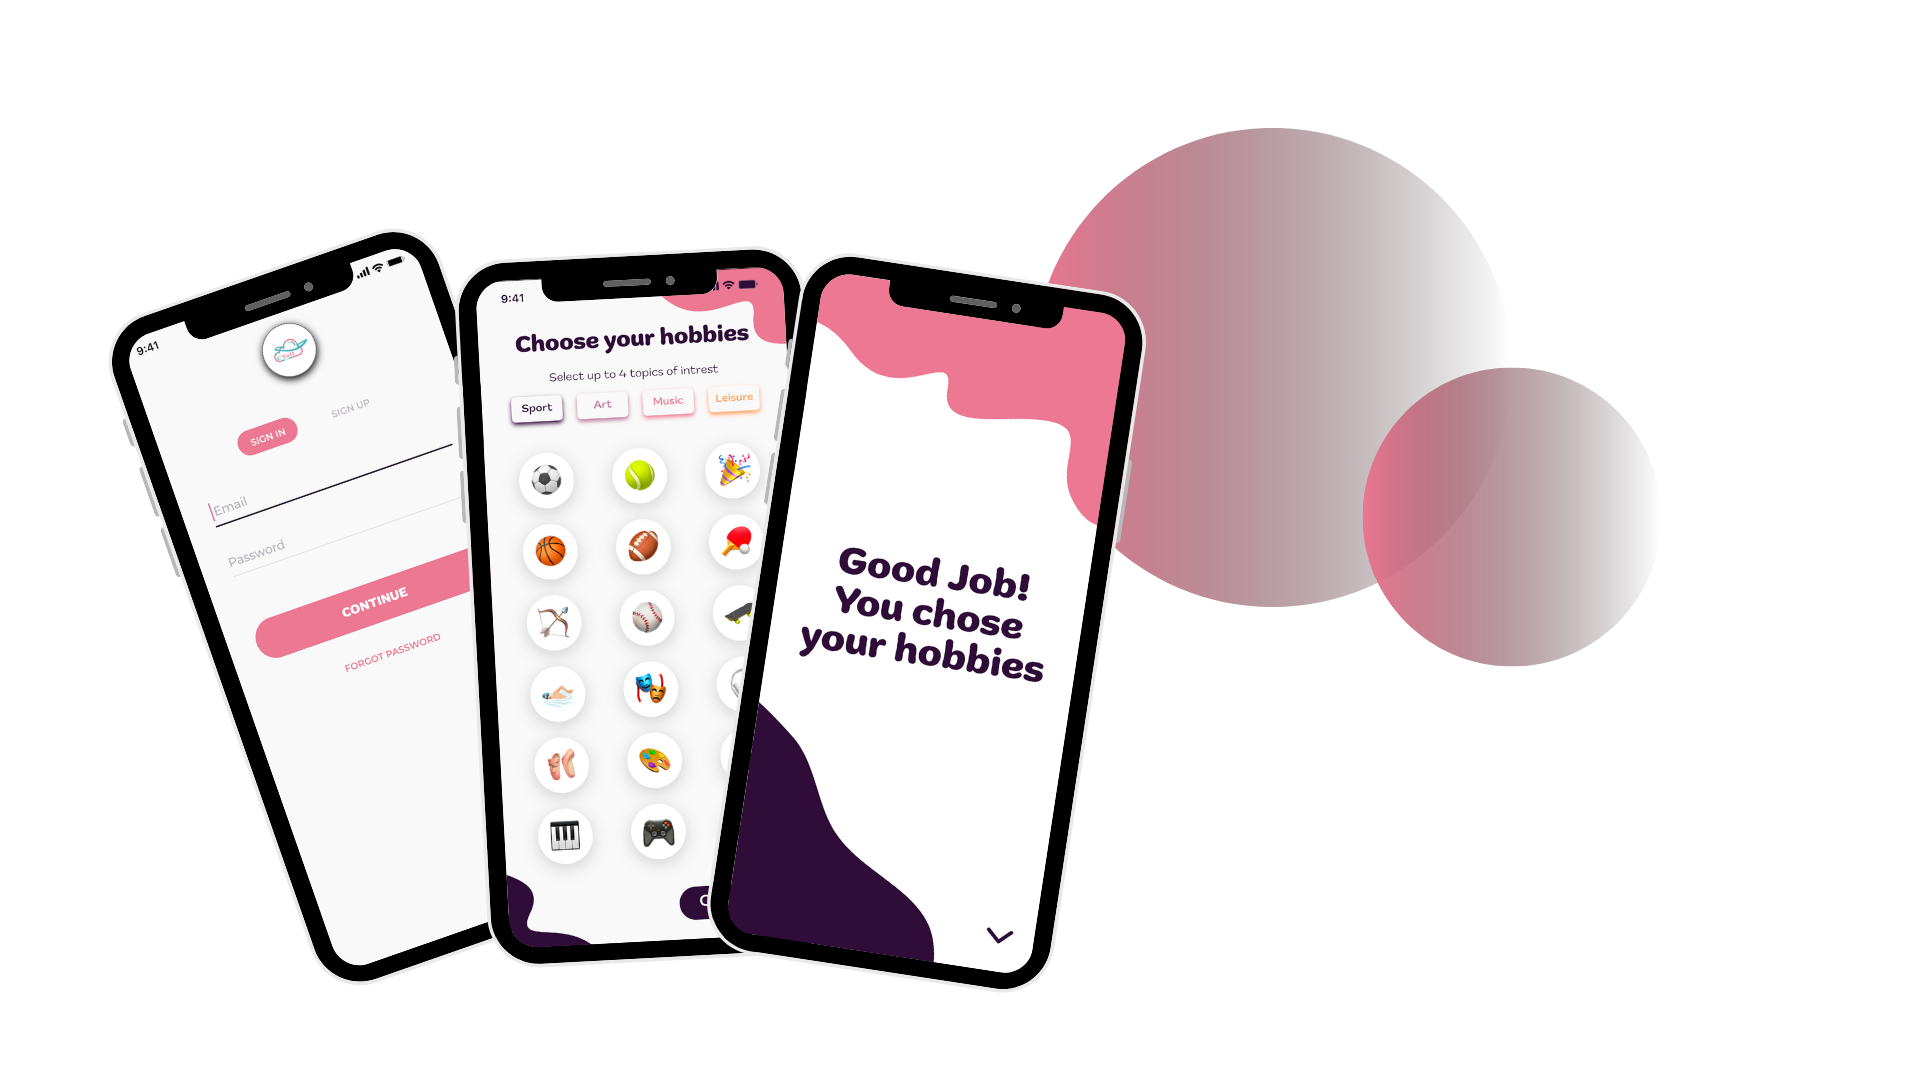 9:41
SIGN IN
SIGN UP
Email
Password
CONTINUE
FORGOT PASSWORD
9:41
Choose your hobbies
Select up to 4 topics of intrest
Sport
Art
Music
Leisure
Good Job!
You chose
your hobbies